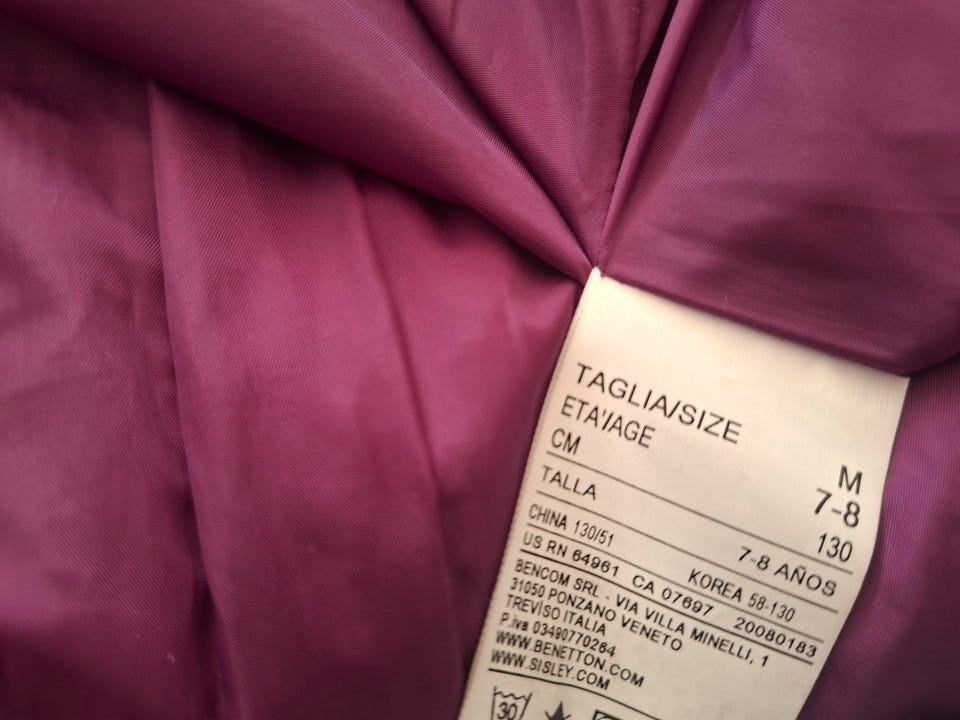 TAGLIA/SIZE M
ETA'/AGE 7-8
CM 130
TALLA 7-8 AÑOS
CHINA 130/51 KOREA 58-130
US RN 64961 CA 07697 20080183
BENCOM SRL - VIA VILLA MINELLI, 1
31050 PONZANO VENETO
TREVISO ITALIA
P.iva 03490770264
WWW.BENETTON.COM
WWW.SISLEY.COM
30